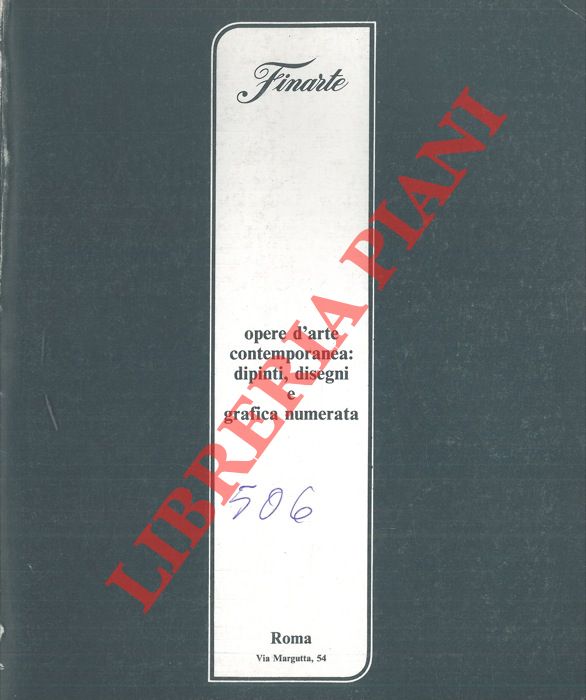 Finarte
opere d'arte
contemporanea:
dipinti, disegni
e
grafica numerata
506
Roma
Via Margutta, 54
LIBRERIA PIANI